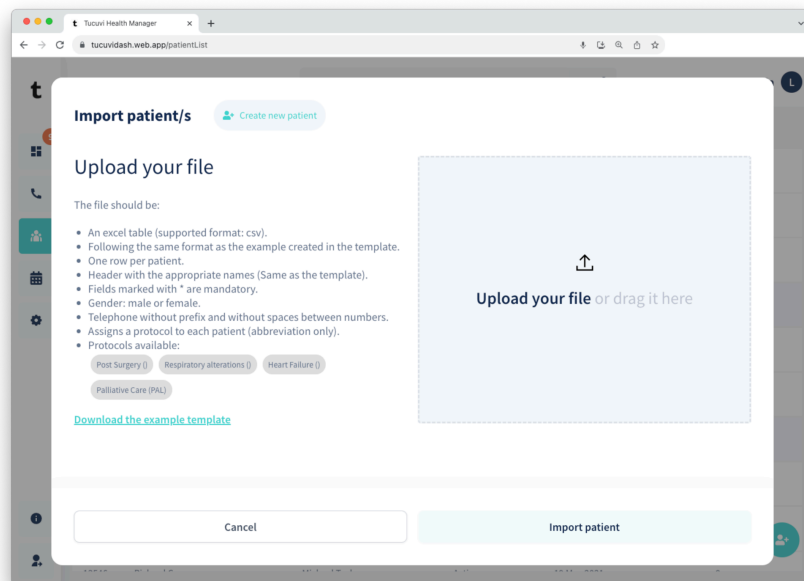 t Tucuvi Health Manager
tucuvidash.web.app/patientList
t
L
Import patient/s
Create new patient
Upload your file
The file should be:
• An excel table (supported format: csv).
• Following the same format as the example created in the template.
• One row per patient.
• Header with the appropriate names (Same as the template).
• Fields marked with * are mandatory.
• Gender: male or female.
• Telephone without prefix and without spaces between numbers.
• Assigns a protocol to each patient (abbreviation only).
• Protocols available:
Post Surgery () Respiratory alterations () Heart Failure ()
Palliative Care (PAL)
Download the example template
Upload your file or drag it here
Cancel
Import patient